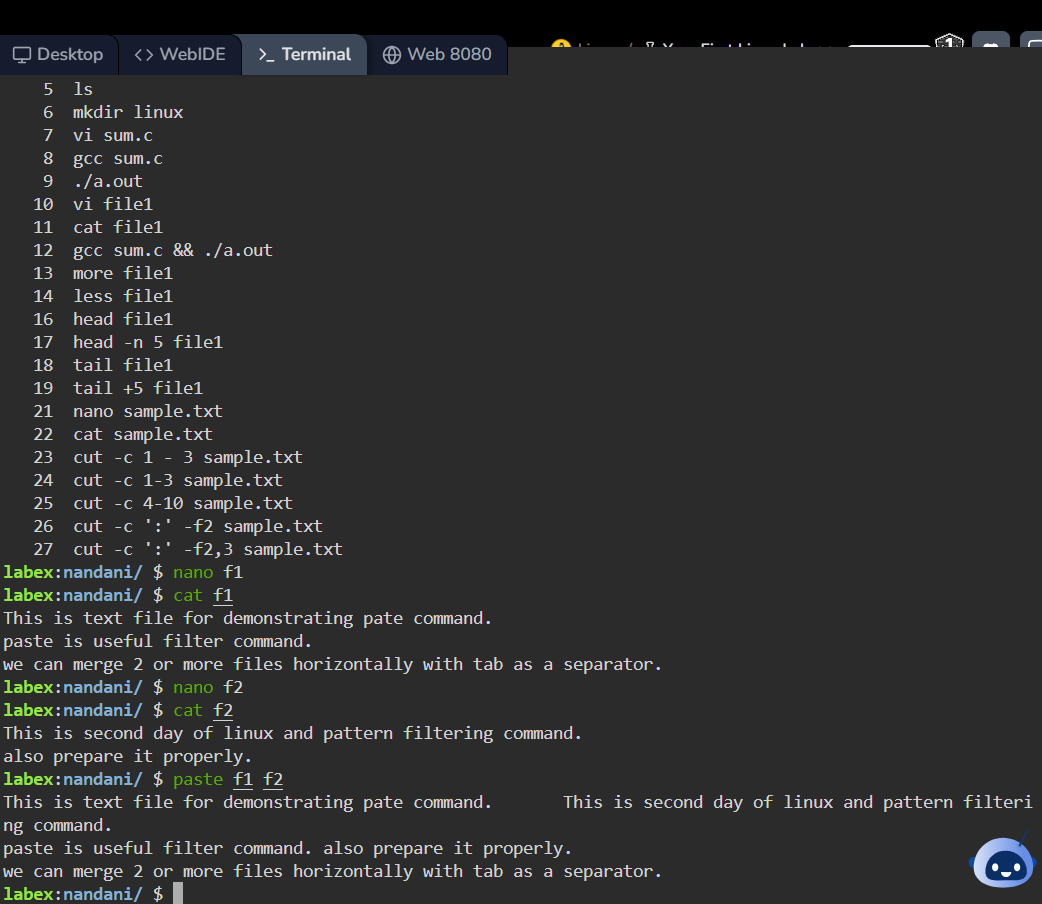 Desktop
WebIDE
>_ Terminal
Web 8080
5 ls
6 mkdir linux
7 vi sum.c
8 gcc sum.c
9 ./a.out
10 vi file1
11 cat file1
12 gcc sum.c && ./a.out
13 more file1
14 less file1
16 head file1
17 head -n 5 file1
18 tail file1
19 tail +5 file1
21 nano sample.txt
22 cat sample.txt
23 cut -c 1 - 3 sample.txt
24 cut -c 1-3 sample.txt
25 cut -c 4-10 sample.txt
26 cut -c ':' -f2 sample.txt
27 cut -c ':' -f2,3 sample.txt
labex:nandani/ $ nano f1
labex:nandani/ $ cat f1
This is text file for demonstrating pate command.
paste is useful filter command.
we can merge 2 or more files horizontally with tab as a separator.
labex:nandani/ $ nano f2
labex:nandani/ $ cat f2
This is second day of linux and pattern filtering command.
also prepare it properly.
labex:nandani/ $ paste f1 f2
This is text file for demonstrating pate command. This is second day of linux and pattern filteri
ng command.
paste is useful filter command. also prepare it properly.
we can merge 2 or more files horizontally with tab as a separator.
labex:nandani/ $